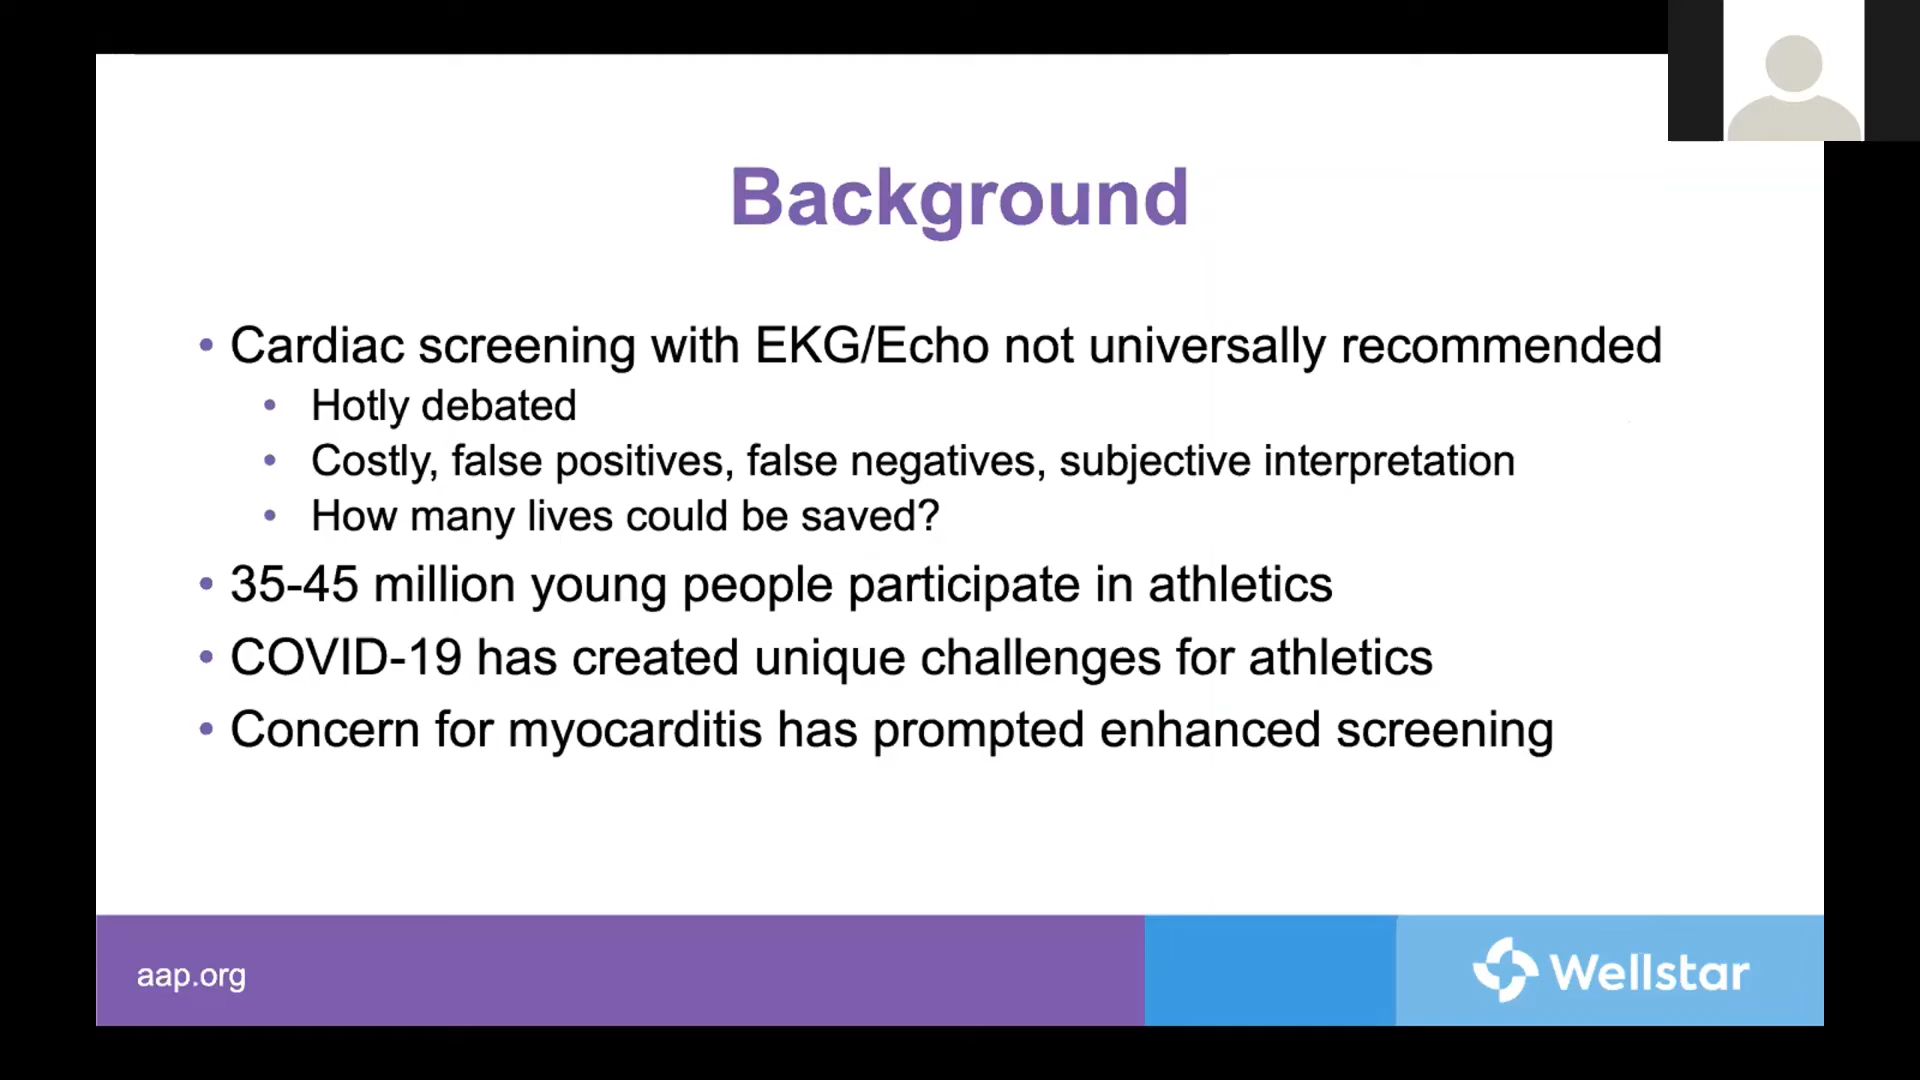 Background
• Cardiac screening with EKG/Echo not universally recommended
• Hotly debated
• Costly, false positives, false negatives, subjective interpretation
• How many lives could be saved?
• 35-45 million young people participate in athletics
• COVID-19 has created unique challenges for athletics
• Concern for myocarditis has prompted enhanced screening
aap.org
Wellstar